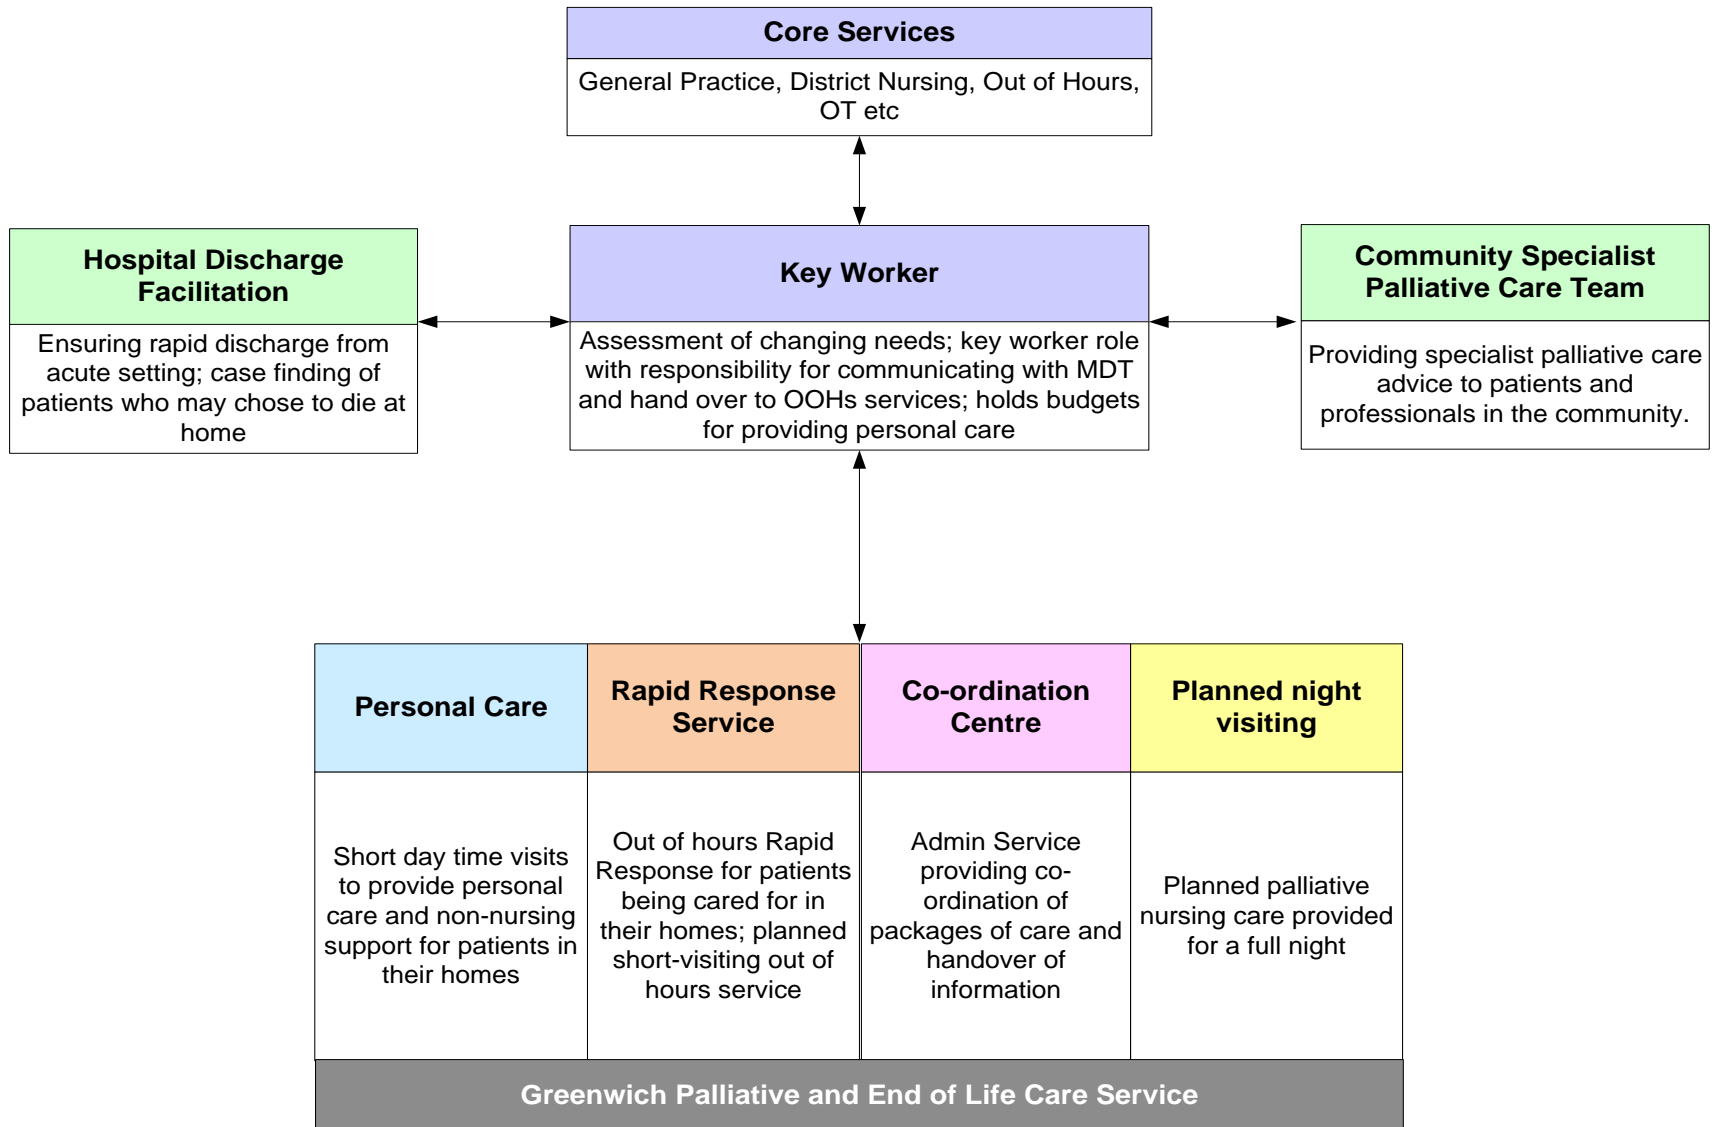 Core Services
General Practice, District Nursing, Out of Hours,
OT etc
Hospital Discharge
Facilitation
Ensuring rapid discharge from
acute setting; case finding of
patients who may chose to die at
home
Key Worker
Assessment of changing needs; key worker role
with responsibility for communicating with MDT
and hand over to OOHs services; holds budgets
for providing personal care
Community Specialist
Palliative Care Team
Providing specialist palliative care
advice to patients and
professionals in the community.
Personal Care
Short day time visits
to provide personal
care and non-nursing
support for patients in
their homes
Rapid Response
Service
Out of hours Rapid
Response for patients
being cared for in
their homes; planned
short-visiting out of
hours service
Co-ordination
Centre
Admin Service
providing co-
ordination of
packages of care and
handover of
information
Planned night
visiting
Planned palliative
nursing care provided
for a full night
Greenwich Palliative and End of Life Care Service